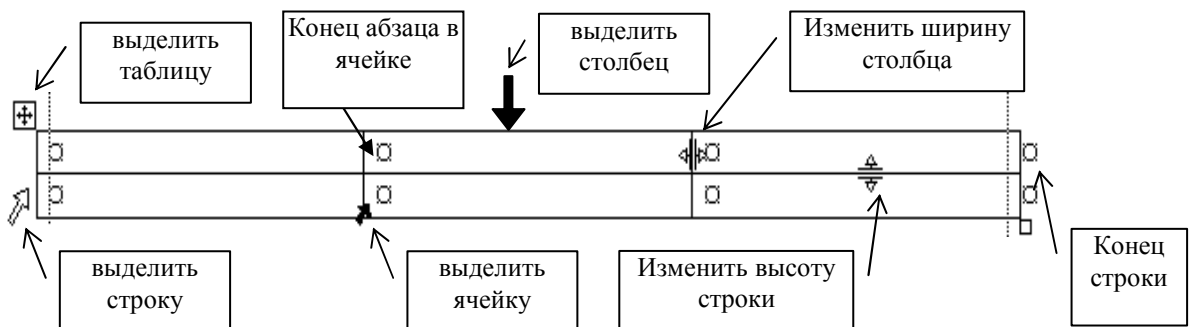 выделить
таблицу
Конец абзаца в
ячейке
выделить
столбец
Изменить ширину
столбца
выделить
строку
выделить
ячейку
Изменить высоту
строки
Конец
строки